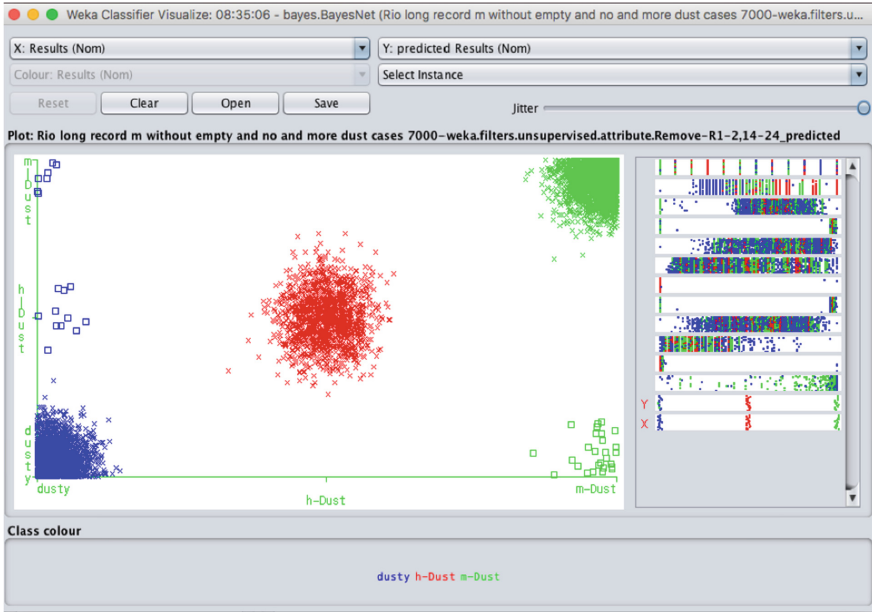 Weka Classifier Visualize: 08:35:06 - bayes.BayesNet (Rio long record m without empty and no and more dust cases 7000-weka.filters.u...
X: Results (Nom)
Y: predicted Results (Nom)
Colour: Results (Nom)
Select Instance
Reset
Clear
Open
Save
Jitter
Plot: Rio long record m without empty and no and more dust cases 7000-weka.filters.unsupervised.attribute.Remove-R1-2,14-24_predicted
m-Dust
h-Dust
dusty
dusty
h-Dust
m-Dust
Y
X
Class colour
dusty h-Dust m-Dust